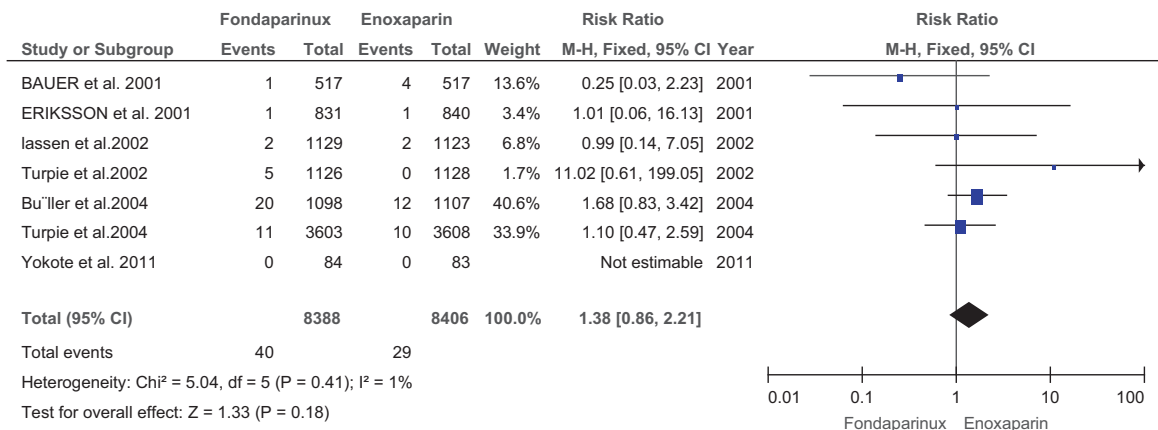 Fondaparinux Enoxaparin Risk Ratio Risk Ratio
Study or Subgroup Events Total Events Total Weight M-H, Fixed, 95% CI Year M-H, Fixed, 95% CI
BAUER et al. 2001 1 517 4 517 13.6% 0.25 [0.03, 2.23] 2001
ERIKSSON et al. 2001 1 831 1 840 3.4% 1.01 [0.06, 16.13] 2001
lassen et al.2002 2 1129 2 1123 6.8% 0.99 [0.14, 7.05] 2002
Turpie et al.2002 5 1126 0 1128 1.7% 11.02 [0.61, 199.05] 2002
Bu¨ller et al.2004 20 1098 12 1107 40.6% 1.68 [0.83, 3.42] 2004
Turpie et al.2004 11 3603 10 3608 33.9% 1.10 [0.47, 2.59] 2004
Yokote et al. 2011 0 84 0 83 Not estimable 2011
Total (95% CI) 8388 8406 100.0% 1.38 [0.86, 2.21]
Total events 40 29
Heterogeneity: Chi² = 5.04, df = 5 (P = 0.41); I² = 1%
Test for overall effect: Z = 1.33 (P = 0.18)
0.01 0.1 1 10 100
Fondaparinux Enoxaparin